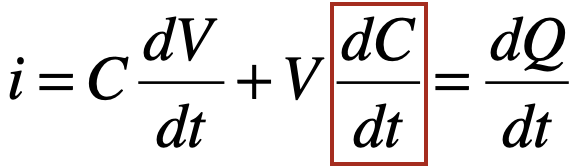 i = C dV/dt + V dC/dt = dQ/dt